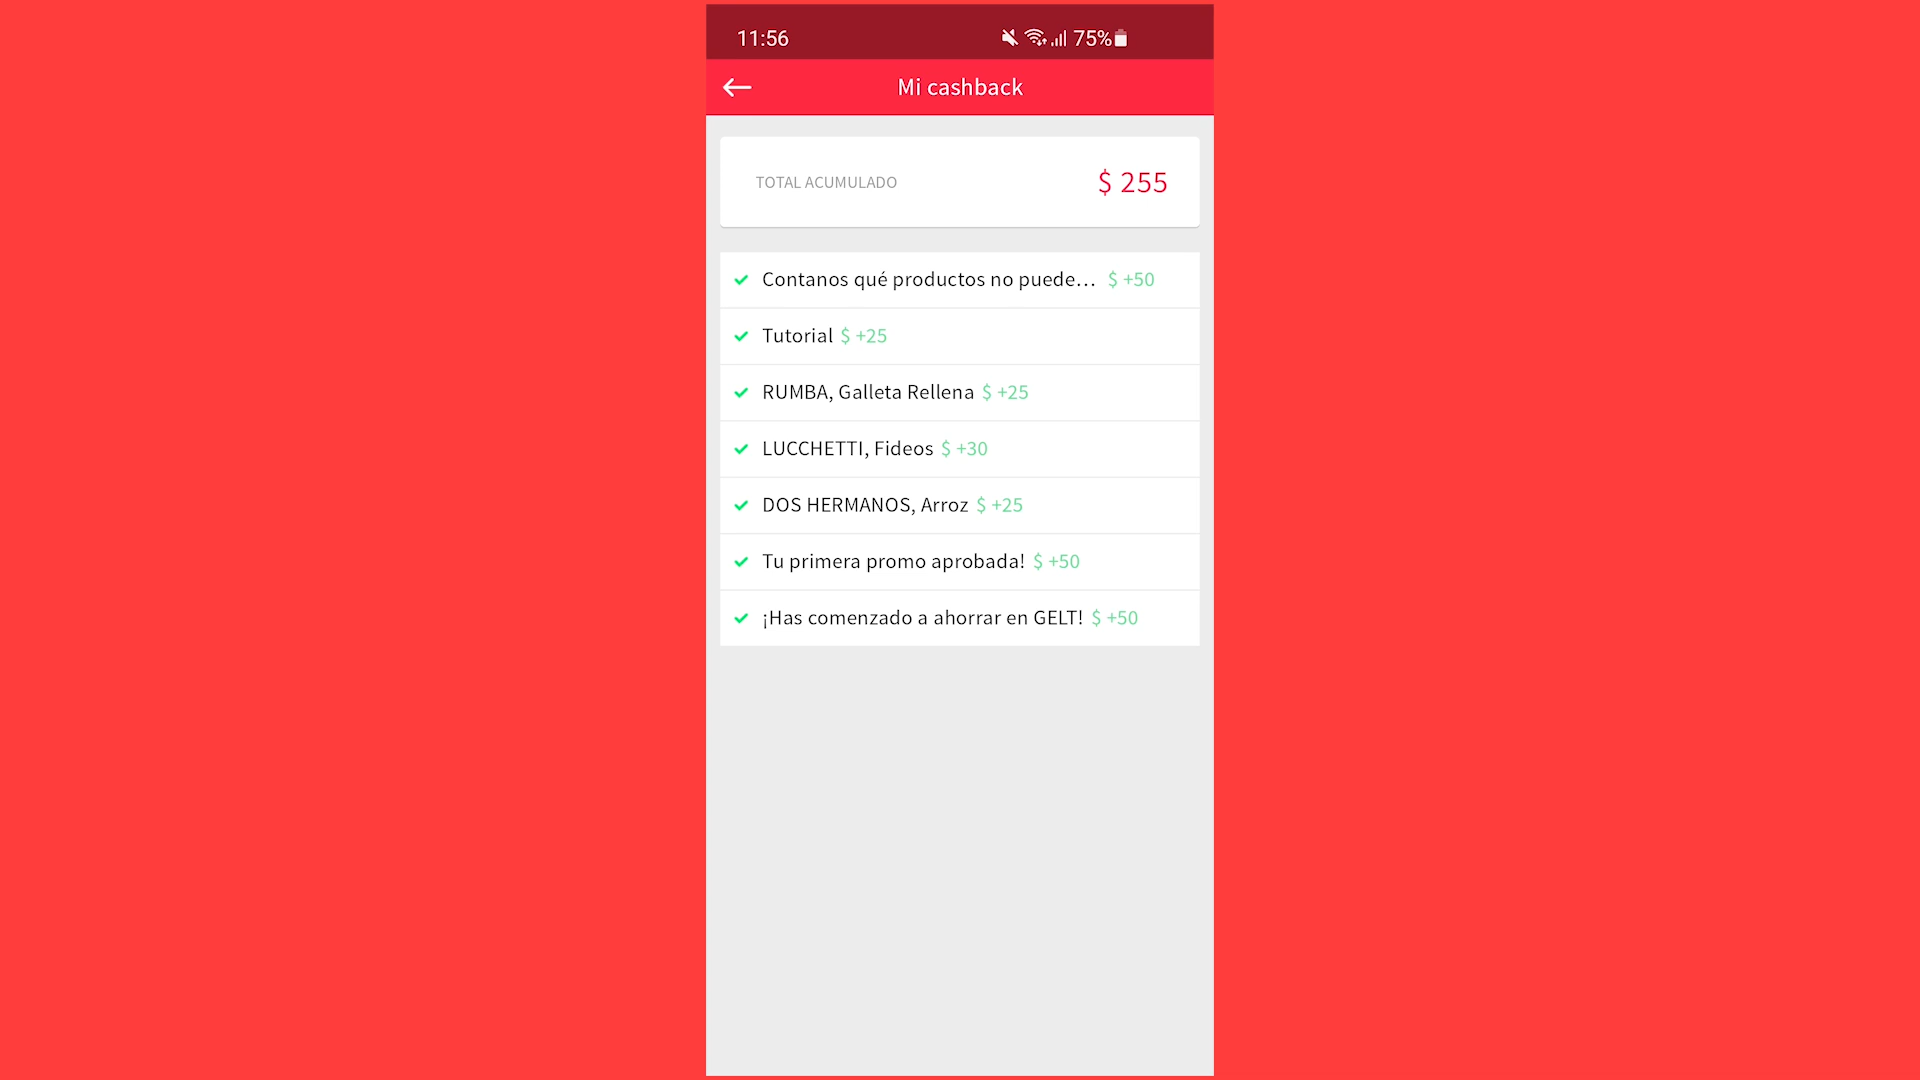 11:56 75%
Mi cashback
TOTAL ACUMULADO $ 255
Contanos qué productos no puede... $ +50
Tutorial $ +25
RUMBA, Galleta Rellena $ +25
LUCCHETTI, Fideos $ +30
DOS HERMANOS, Arroz $ +25
Tu primera promo aprobada! $ +50
¡Has comenzado a ahorrar en GELT! $ +50